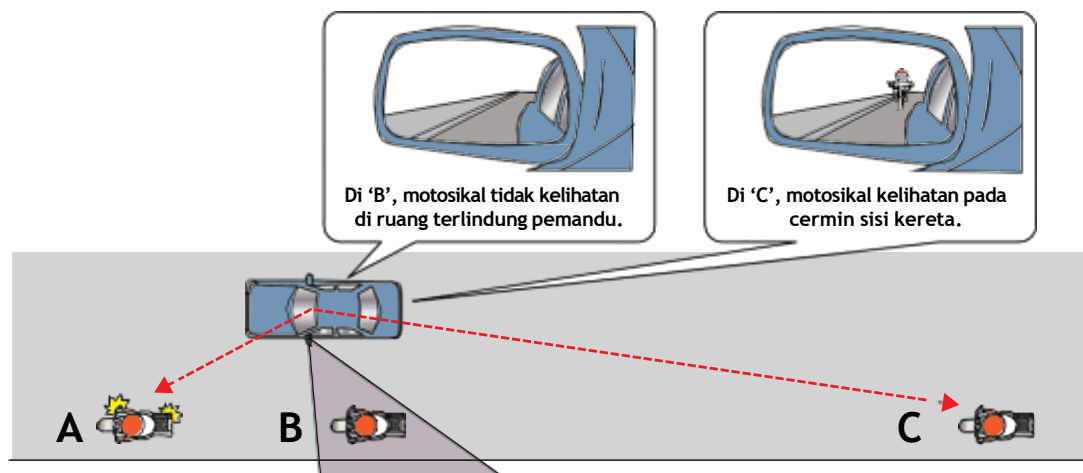 Di ‘B’, motosikal tidak kelihatan
di ruang terlindung pemandu.
Di ‘C’, motosikal kelihatan pada
cermin sisi kereta.
A
B
C